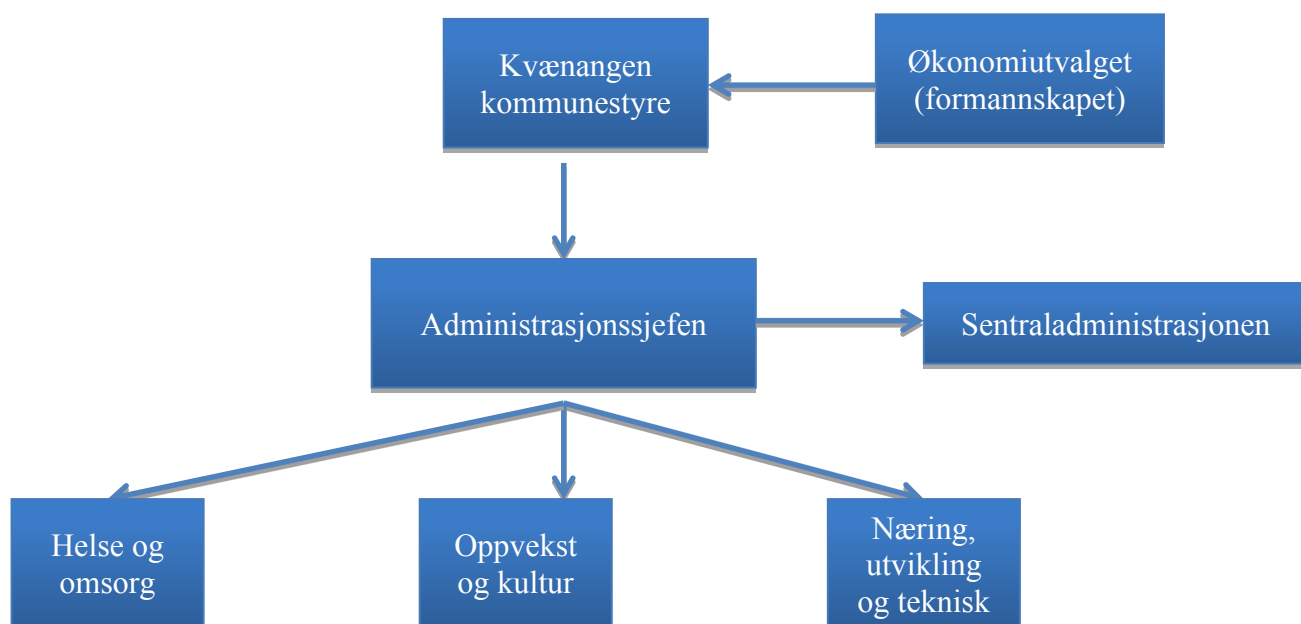 Kvænangen
kommunestyre
Økonomiutvalget
(formannskapet)
Administrasjonssjefen
Sentraladministrasjonen
Helse og
omsorg
Oppvekst
og kultur
Næring,
utvikling
og teknisk